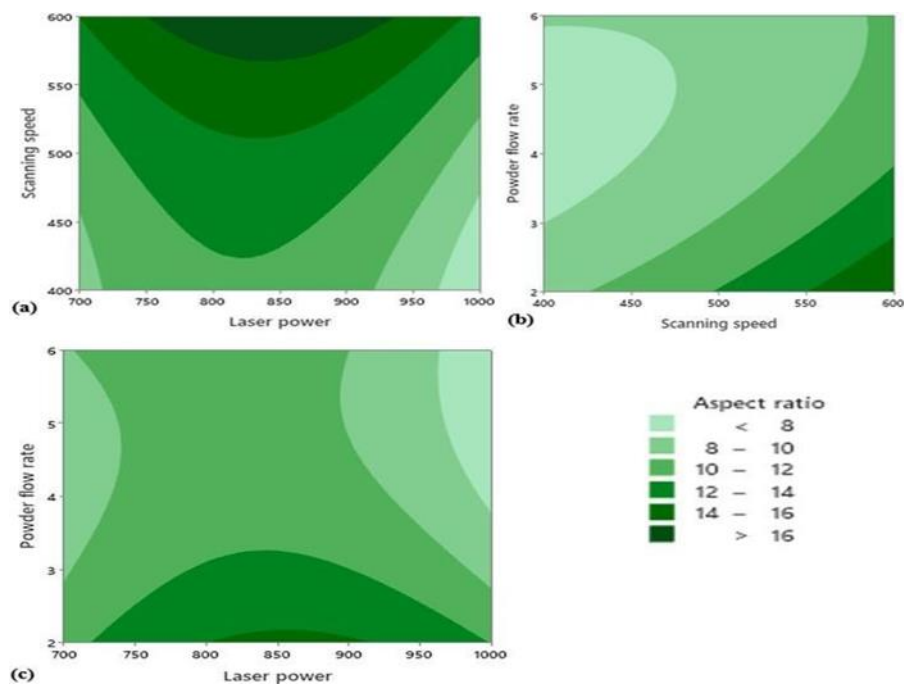 600
550
500
450
400
Scanning speed
700 750 800 850 900 950 1000
(a) Laser power
6
5
4
3
2
Powder flow rate
400 450 500 550 600
(b) Scanning speed
6
5
4
3
2
Powder flow rate
700 750 800 850 900 950 1000
(c) Laser power
Aspect ratio
< 8
8 – 10
10 – 12
12 – 14
14 – 16
> 16